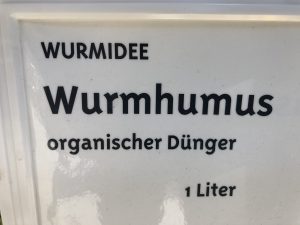 WURMIDEE
Wurmhumus
organischer Dünger
1 Liter